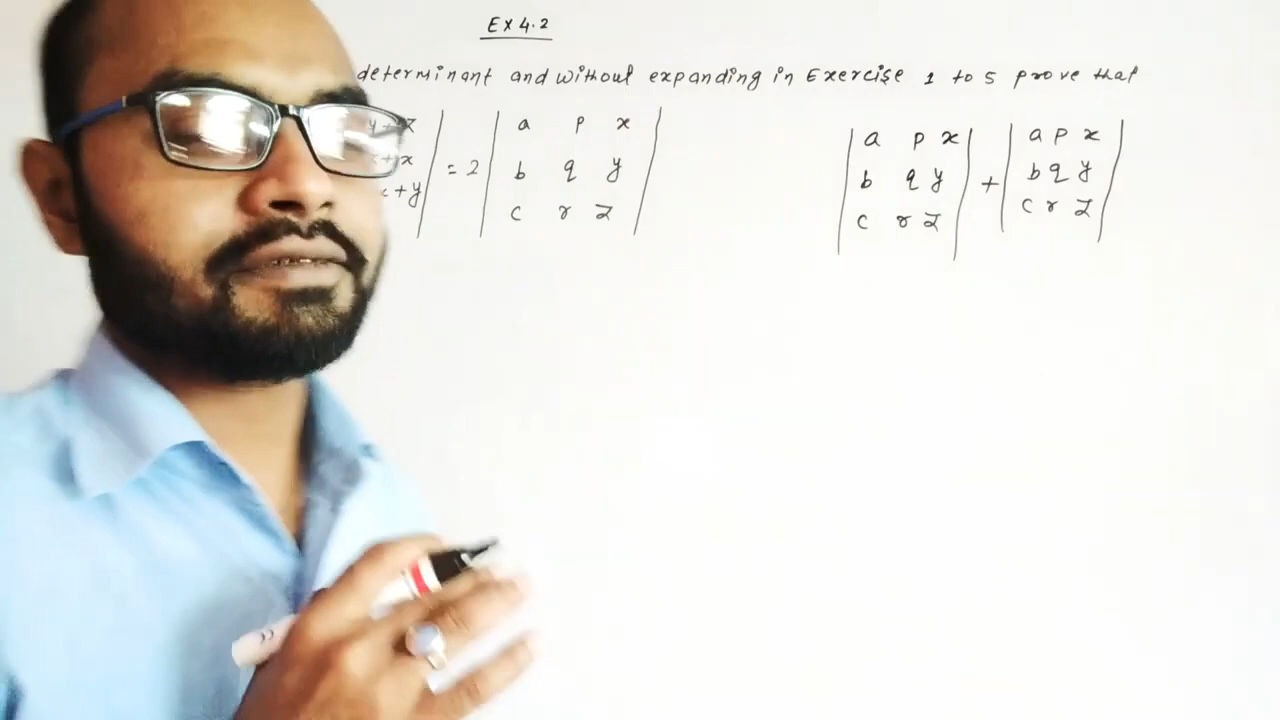 Ex 4.2
determinant and without expanding in Exercise 1 to 5 prove that
y+z | = 2 | a p x | | a p x | + | a p x |
+x | b q y | | b q y | | b q y |
x+y | c r z | | c r z | | c r z |